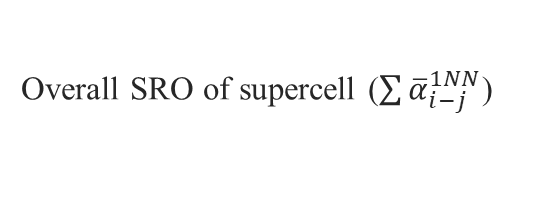 Overall SRO of supercell (∑ ᾱ_{i−j}^{1NN})